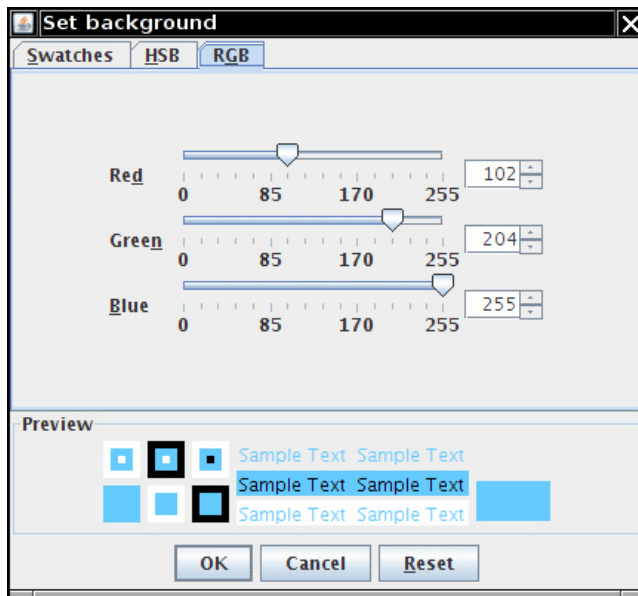 Set background
Swatches HSB RGB
Red 102
0 85 170 255
Green 204
0 85 170 255
Blue 255
0 85 170 255
Preview
Sample Text Sample Text
Sample Text Sample Text
Sample Text Sample Text
OK Cancel Reset